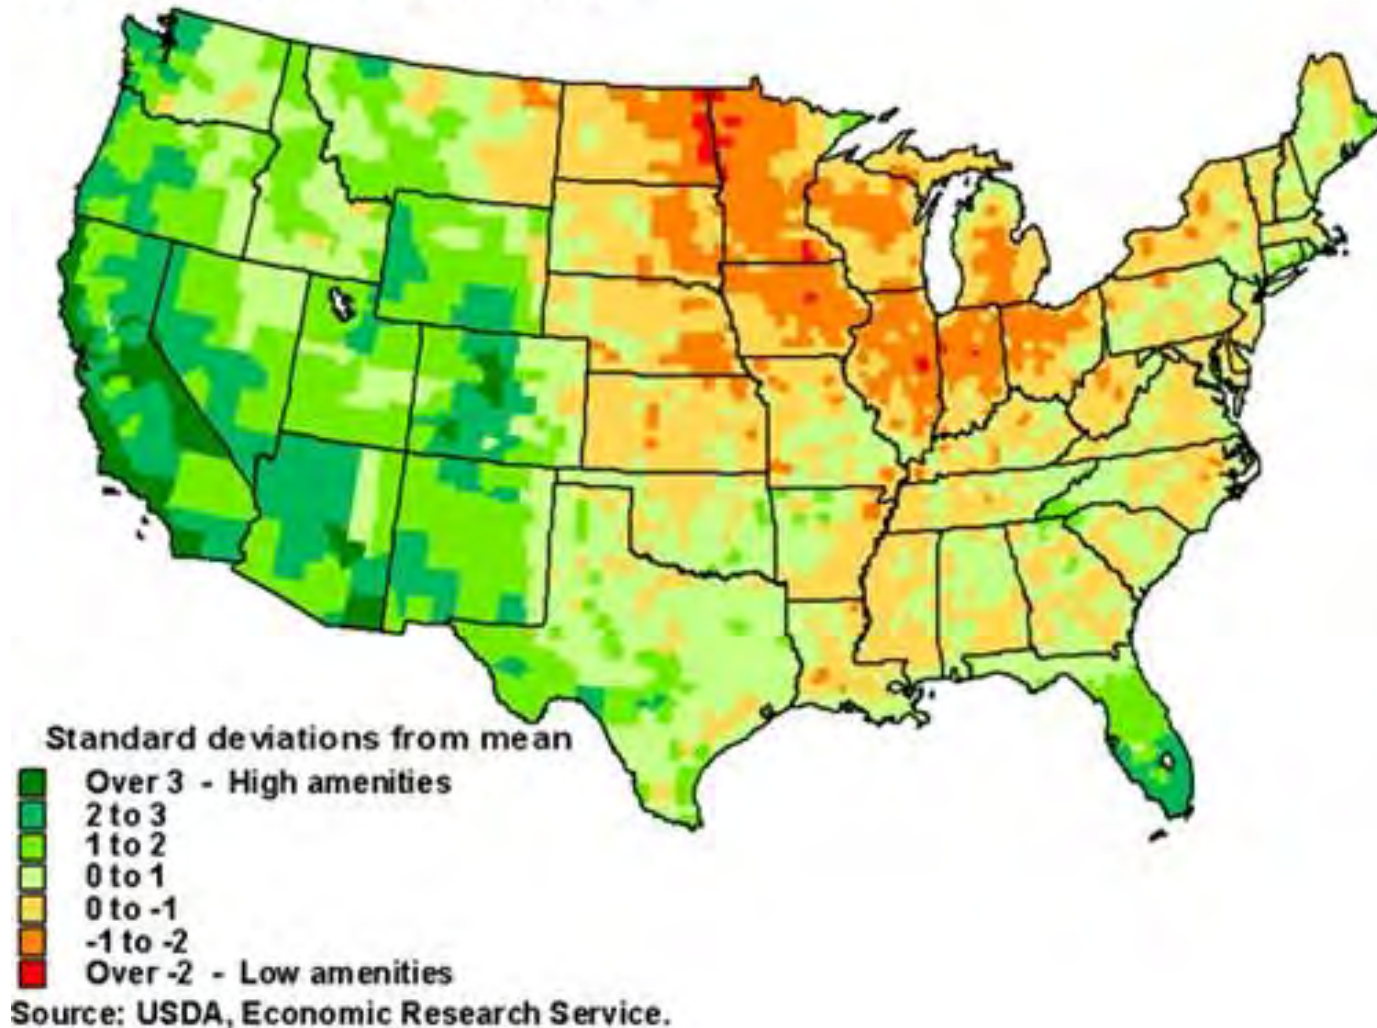 Standard deviations from mean
Over 3 - High amenities
2 to 3
1 to 2
0 to 1
0 to -1
-1 to -2
Over -2 - Low amenities
Source: USDA, Economic Research Service.